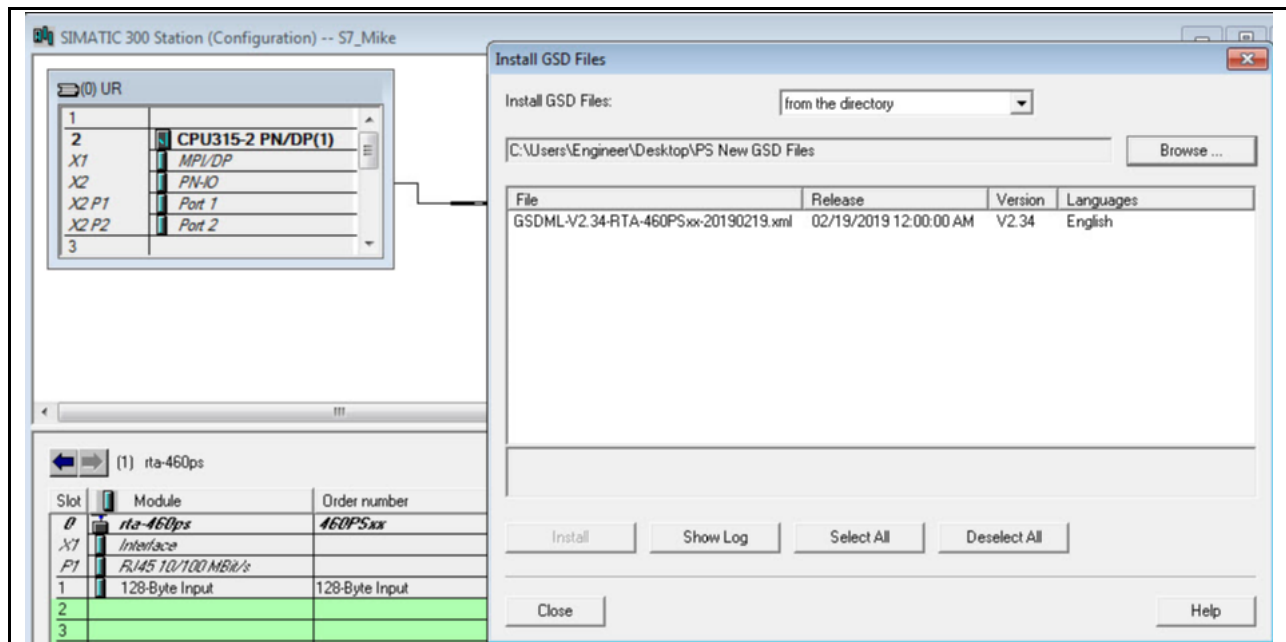 SIMATIC 300 Station (Configuration) -- S7_Mike
(0) UR
1
2 CPU315-2 PN/DP(1)
X1 MPI/DP
X2 PN-IO
X2 P1 Port 1
X2 P2 Port 2
3
Install GSD Files
Install GSD Files: from the directory
C:\Users\Engineer\Desktop\PS New GSD Files Browse ...
File Release Version Languages
GSDML-V2.34-RTA-460PSxx-20190219.xml 02/19/2019 12:00:00 AM V2.34 English
Install Show Log Select All Deselect All
Close Help
(1) rta-460ps
Slot Module Order number
0 rta-460ps 460PSxx
X1 Interface
P1 RJ45 10/100 MBit/s
1 128-Byte Input 128-Byte Input
2
3